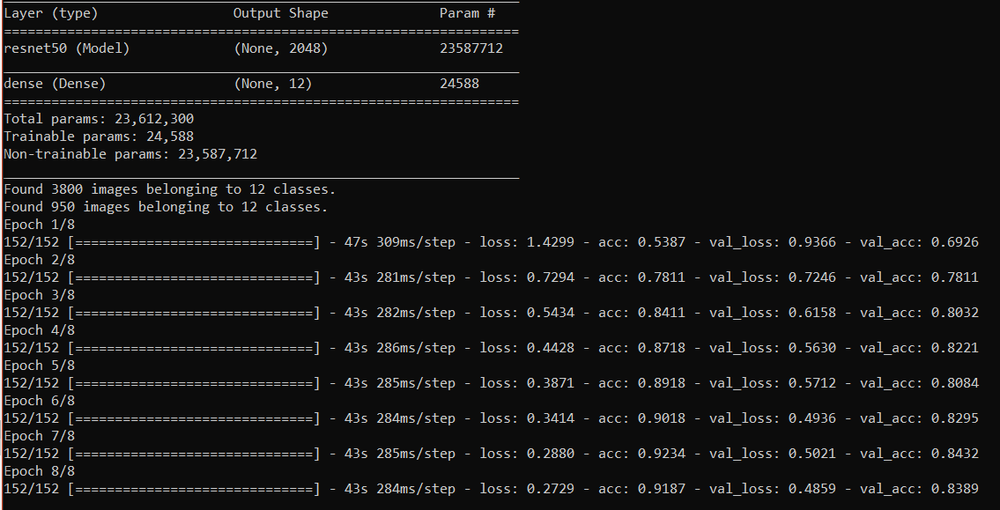 Layer (type)                 Output Shape              Param #
=================================================================
resnet50 (Model)             (None, 2048)              23587712
_________________________________________________________________
dense (Dense)                (None, 12)                24588
=================================================================
Total params: 23,612,300
Trainable params: 24,588
Non-trainable params: 23,587,712
_________________________________________________________________
Found 3800 images belonging to 12 classes.
Found 950 images belonging to 12 classes.
Epoch 1/8
152/152 [==============================] - 47s 309ms/step - loss: 1.4299 - acc: 0.5387 - val_loss: 0.9366 - val_acc: 0.6926
Epoch 2/8
152/152 [==============================] - 43s 281ms/step - loss: 0.7294 - acc: 0.7811 - val_loss: 0.7246 - val_acc: 0.7811
Epoch 3/8
152/152 [==============================] - 43s 282ms/step - loss: 0.5434 - acc: 0.8411 - val_loss: 0.6158 - val_acc: 0.8032
Epoch 4/8
152/152 [==============================] - 43s 286ms/step - loss: 0.4428 - acc: 0.8718 - val_loss: 0.5630 - val_acc: 0.8221
Epoch 5/8
152/152 [==============================] - 43s 285ms/step - loss: 0.3871 - acc: 0.8918 - val_loss: 0.5712 - val_acc: 0.8084
Epoch 6/8
152/152 [==============================] - 43s 284ms/step - loss: 0.3414 - acc: 0.9018 - val_loss: 0.4936 - val_acc: 0.8295
Epoch 7/8
152/152 [==============================] - 43s 285ms/step - loss: 0.2880 - acc: 0.9234 - val_loss: 0.5021 - val_acc: 0.8432
Epoch 8/8
152/152 [==============================] - 43s 284ms/step - loss: 0.2729 - acc: 0.9187 - val_loss: 0.4859 - val_acc: 0.8389